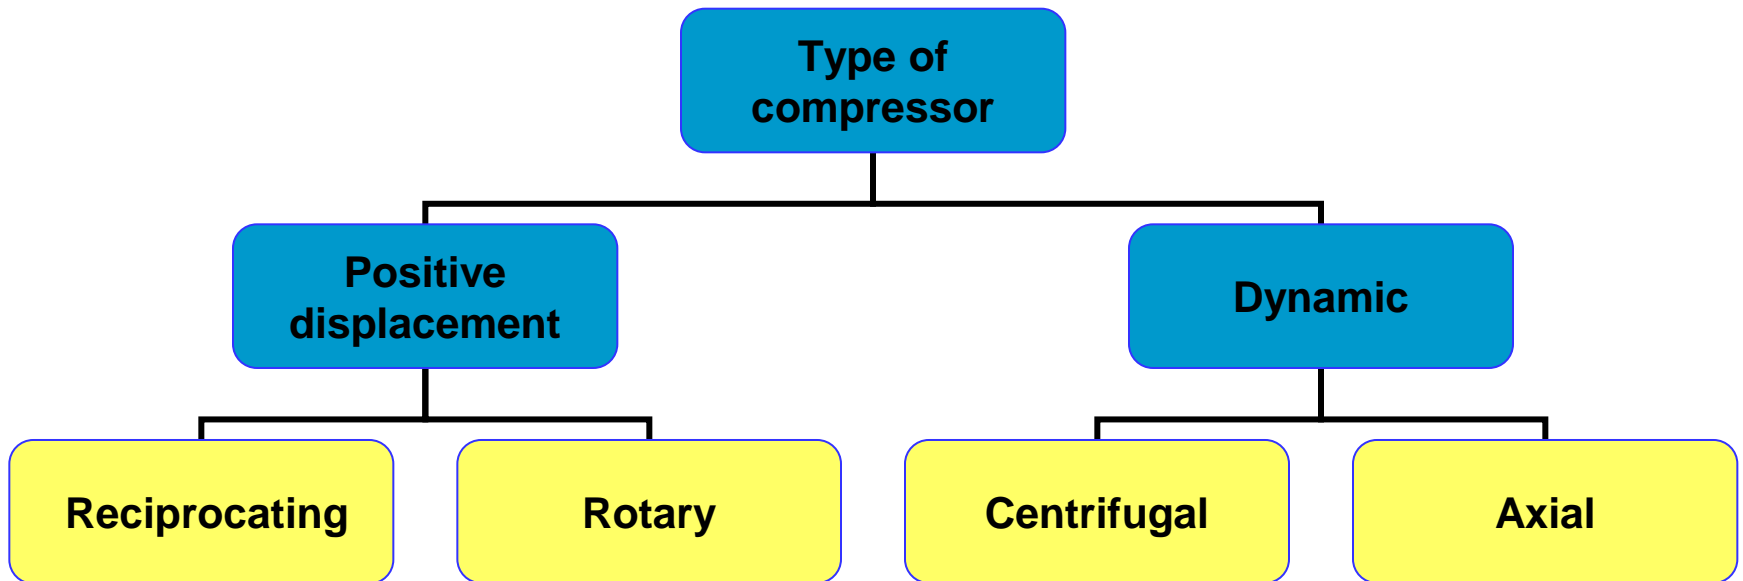 Type of
compressor
Positive
displacement
Dynamic
Reciprocating
Rotary
Centrifugal
Axial